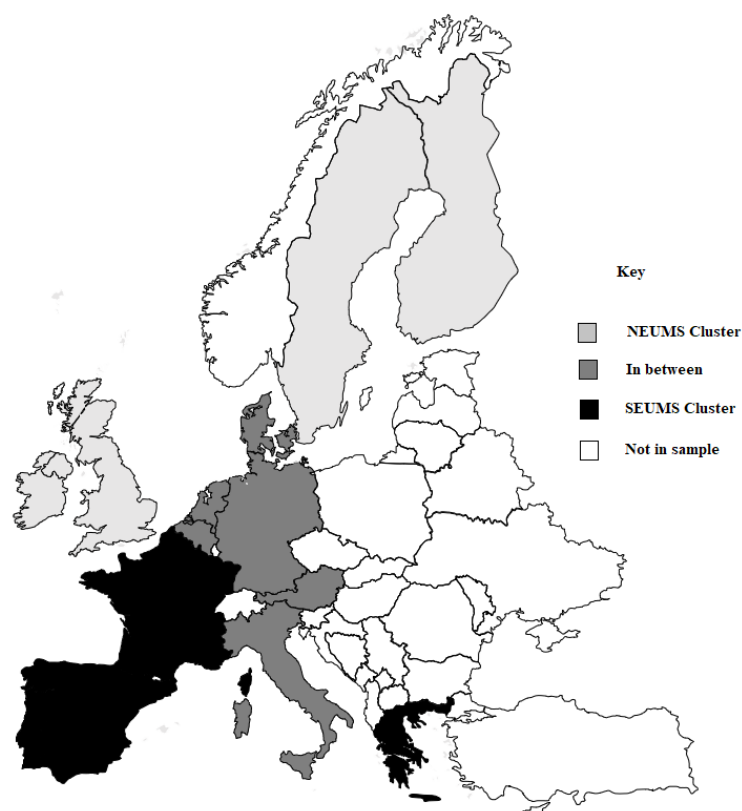 Key
NEUMS Cluster
In between
SEUMS Cluster
Not in sample